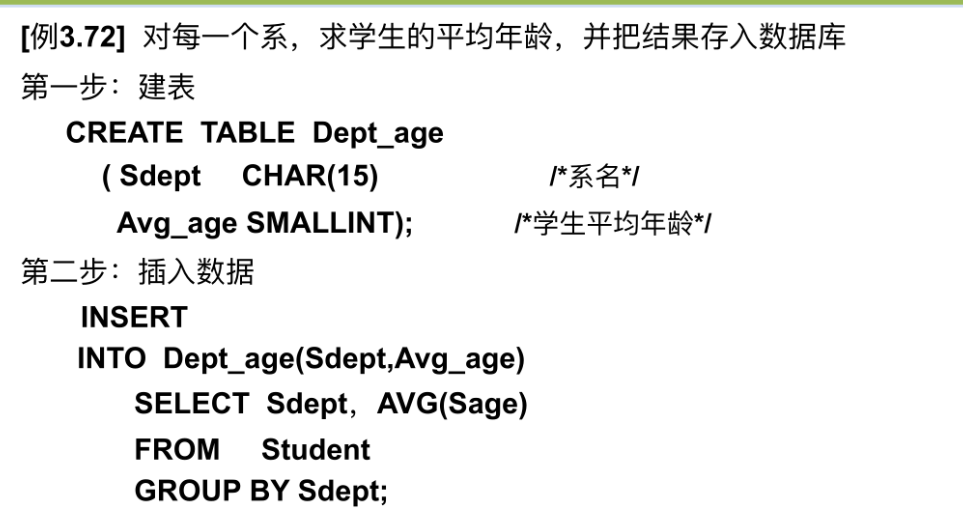 [例3.72] 对每一个系，求学生的平均年龄，并把结果存入数据库
第一步：建表
CREATE TABLE Dept_age
( Sdept CHAR(15) /*系名*/
Avg_age SMALLINT); /*学生平均年龄*/
第二步：插入数据
INSERT
INTO Dept_age(Sdept,Avg_age)
SELECT Sdept，AVG(Sage)
FROM Student
GROUP BY Sdept;